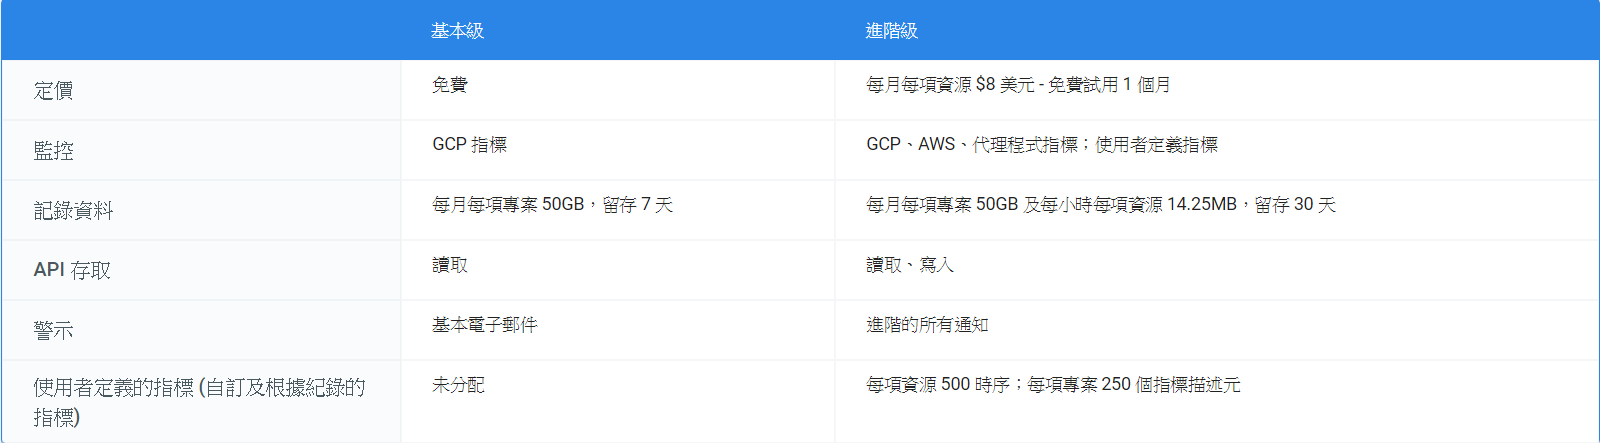 基本級 進階級
定價 免費 每月每項資源 $8 美元 - 免費試用 1 個月
監控 GCP 指標 GCP、AWS、代理程式指標；使用者定義指標
記錄資料 每月每項專案 50GB，留存 7 天 每月每項專案 50GB 及每小時每項資源 14.25MB，留存 30 天
API 存取 讀取 讀取、寫入
警示 基本電子郵件 進階的所有通知
使用者定義的指標 (自訂及根據紀錄的 未分配 每項資源 500 時序；每項專案 250 個指標描述元
指標)